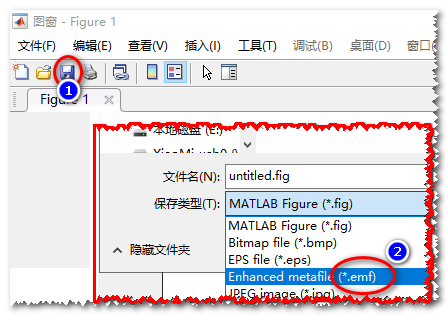 图窗 - Figure 1
文件(F) 编辑(E) 查看(V) 插入(I) 工具(T) 调试(B) 桌面(D) 窗口
1
Figure 1
本地磁盘 (E:)
文件名(N): untitled.fig
保存类型(T): MATLAB Figure (*.fig)
MATLAB Figure (*.fig)
Bitmap file (*.bmp)
EPS file (*.eps)
2
隐藏文件夹
Enhanced metafile (*.emf)
JPEG image (*.jpg)